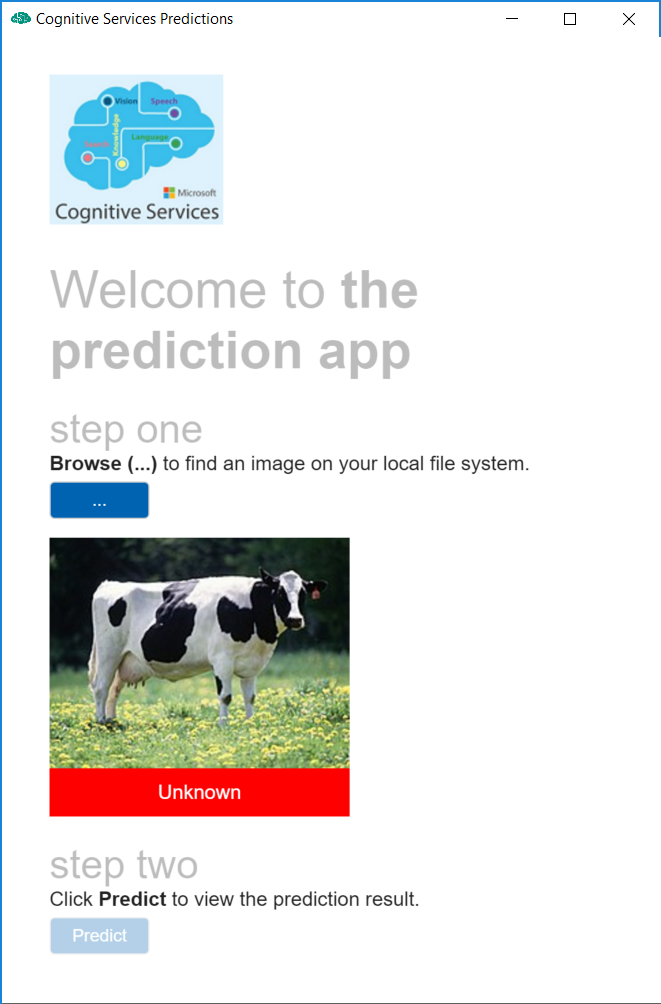 Cognitive Services Predictions
Vision Speech
Knowledge
Language
Search
Microsoft
Cognitive Services
Welcome to the
prediction app
step one
Browse (...) to find an image on your local file system.
...
Unknown
step two
Click Predict to view the prediction result.
Predict